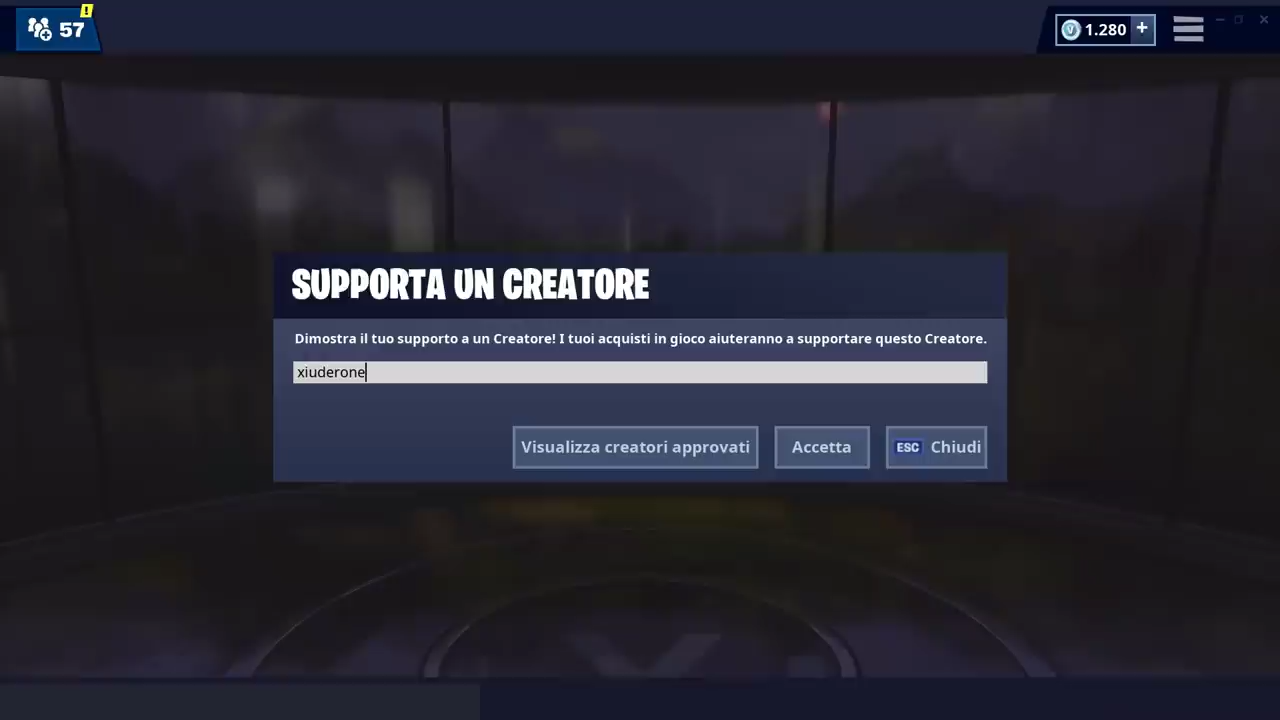 57
!
1.280 +
SUPPORTA UN CREATORE
Dimostra il tuo supporto a un Creatore! I tuoi acquisti in gioco aiuteranno a supportare questo Creatore.
xiuderone
Visualizza creatori approvati
Accetta
ESC Chiudi